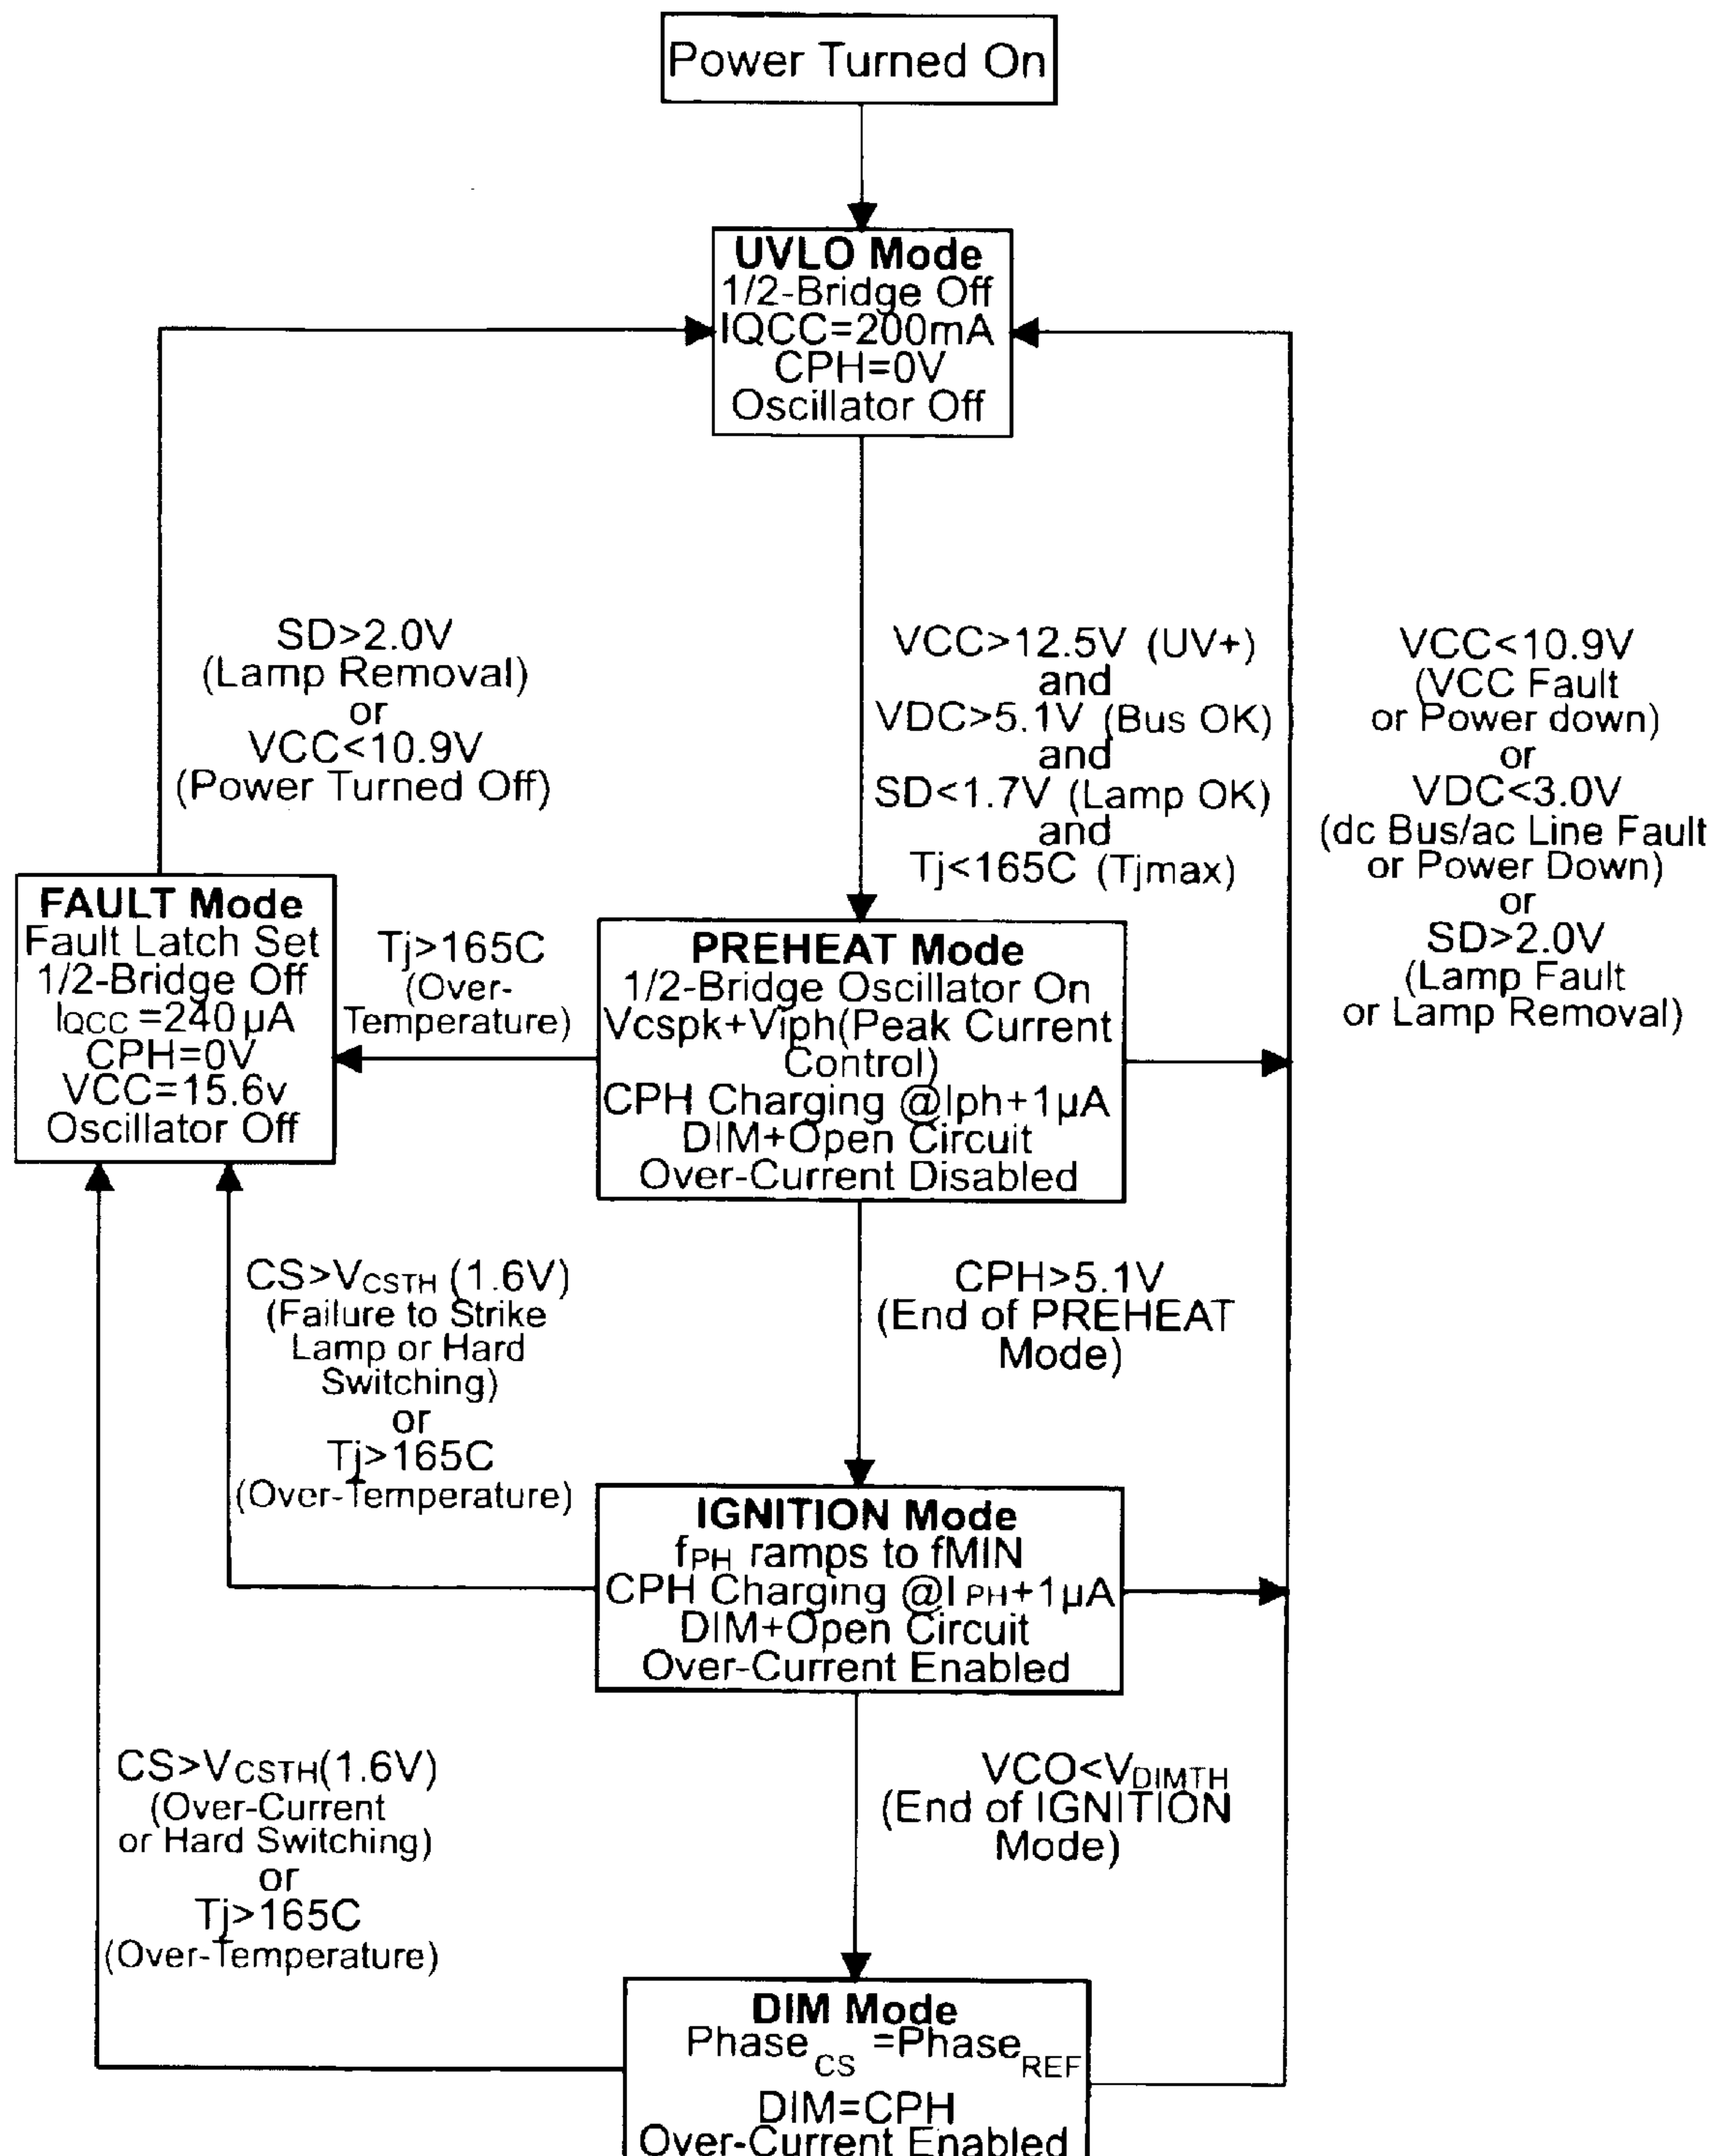 Power Turned On
UVLO Mode
1/2-Bridge Off
IQCC=200mA
CPH=0V
Oscillator Off
SD>2.0V
(Lamp Removal)
or
VCC<10.9V
(Power Turned Off)
VCC>12.5V (UV+)
and
VDC>5.1V (Bus OK)
and
SD<1.7V (Lamp OK)
and
Tj<165C (Tjmax)
VCC<10.9V
(VCC Fault
or Power down)
or
VDC<3.0V
(dc Bus/ac Line Fault
or Power Down)
or
SD>2.0V
(Lamp Fault
or Lamp Removal)
FAULT Mode
Fault Latch Set
1/2-Bridge Off
IQCC =240 µA
CPH=0V
VCC=15.6v
Oscillator Off
Tj>165C
(Over-
Temperature)
PREHEAT Mode
1/2-Bridge Oscillator On
Vcspk+Viph(Peak Current
Control)
CPH Charging @Iph+1µA
DIM+Open Circuit
Over-Current Disabled
CS>VCSTH (1.6V)
(Failure to Strike
Lamp or Hard
Switching)
or
Tj>165C
(Over-Temperature)
CPH>5.1V
(End of PREHEAT
Mode)
IGNITION Mode
fPH ramps to fMIN
CPH Charging @I PH+1µA
DIM+Open Circuit
Over-Current Enabled
CS>VCSTH(1.6V)
(Over-Current
or Hard Switching)
or
Tj>165C
(Over-Temperature)
VCO<VDIMTH
(End of IGNITION
Mode)
DIM Mode
PhaseCS =PhaseREF
DIM=CPH
Over-Current Enabled